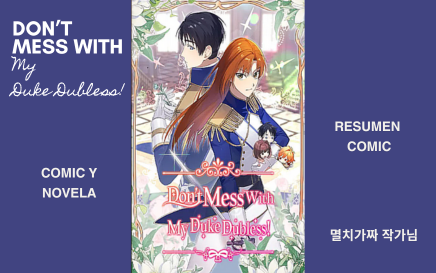 DON'T
MESS WITH
My
Duke Dubless!
COMIC Y
NOVELA
Don't Mess With
My Duke Dubless!
RESUMEN
COMIC
멸치가짜 작가님